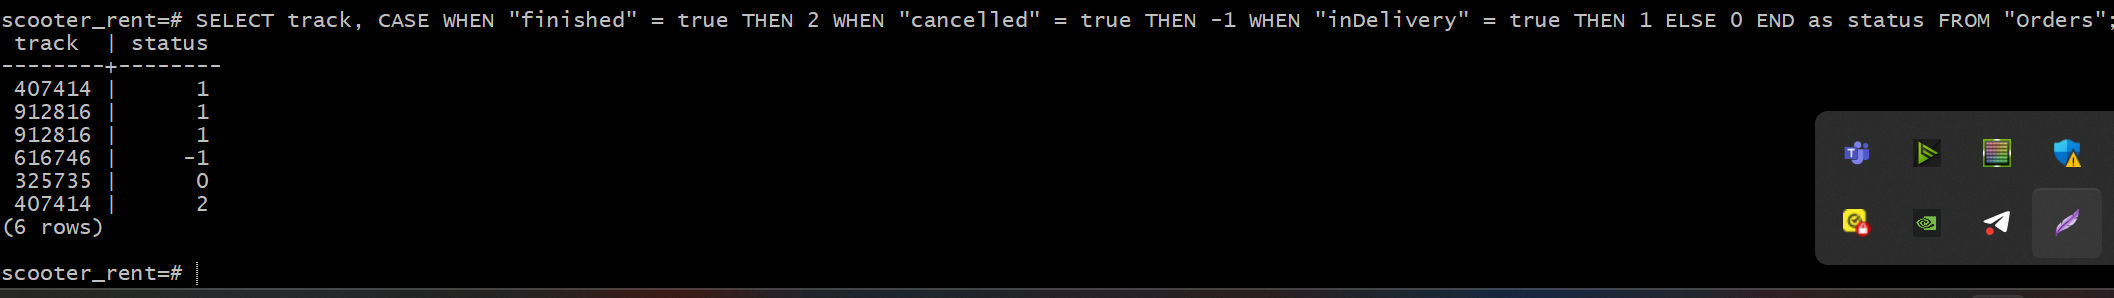 scooter_rent=# SELECT track, CASE WHEN "finished" = true THEN 2 WHEN "cancelled" = true THEN -1 WHEN "inDelivery" = true THEN 1 ELSE 0 END as status FROM "Orders";
 track  | status
--------+--------
 407414 |      1
 912816 |      1
 912816 |      1
 616746 |     -1
 325735 |      0
 407414 |      2
(6 rows)
scooter_rent=#